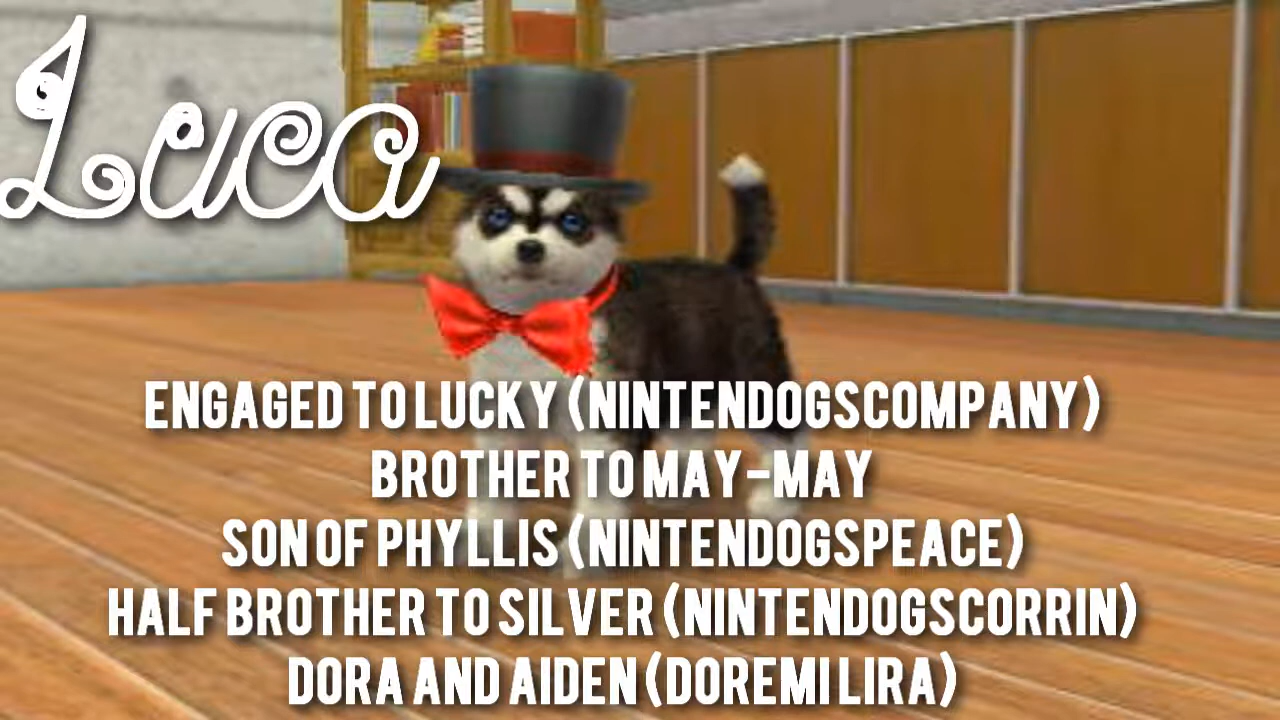 Luca
ENGAGED TO LUCKY (NINTENDOGSCOMPANY)
BROTHER TO MAY-MAY
SON OF PHYLLIS (NINTENDOGSPEACE)
HALF BROTHER TO SILVER (NINTENDOGSCORRIN)
DORA AND AIDEN (DOREMI LIRA)